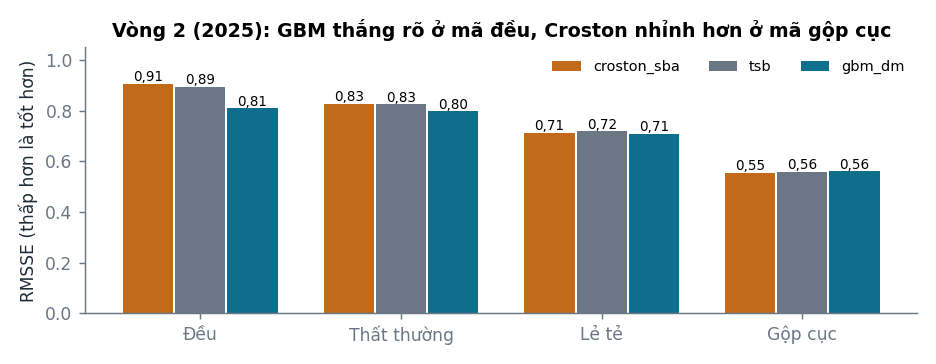 Vòng 2 (2025): GBM thắng rõ ở mã đều, Croston nhỉnh hơn ở mã gộp cục
RMSSE (thấp hơn là tốt hơn)
1.0
0.8
0.6
0.4
0.2
0.0
croston_sba tsb gbm_dm
0,91 0,89 0,81
0,83 0,83 0,80
0,71 0,72 0,71
0,55 0,56 0,56
Đều Thất thường Lẻ tẻ Gộp cục